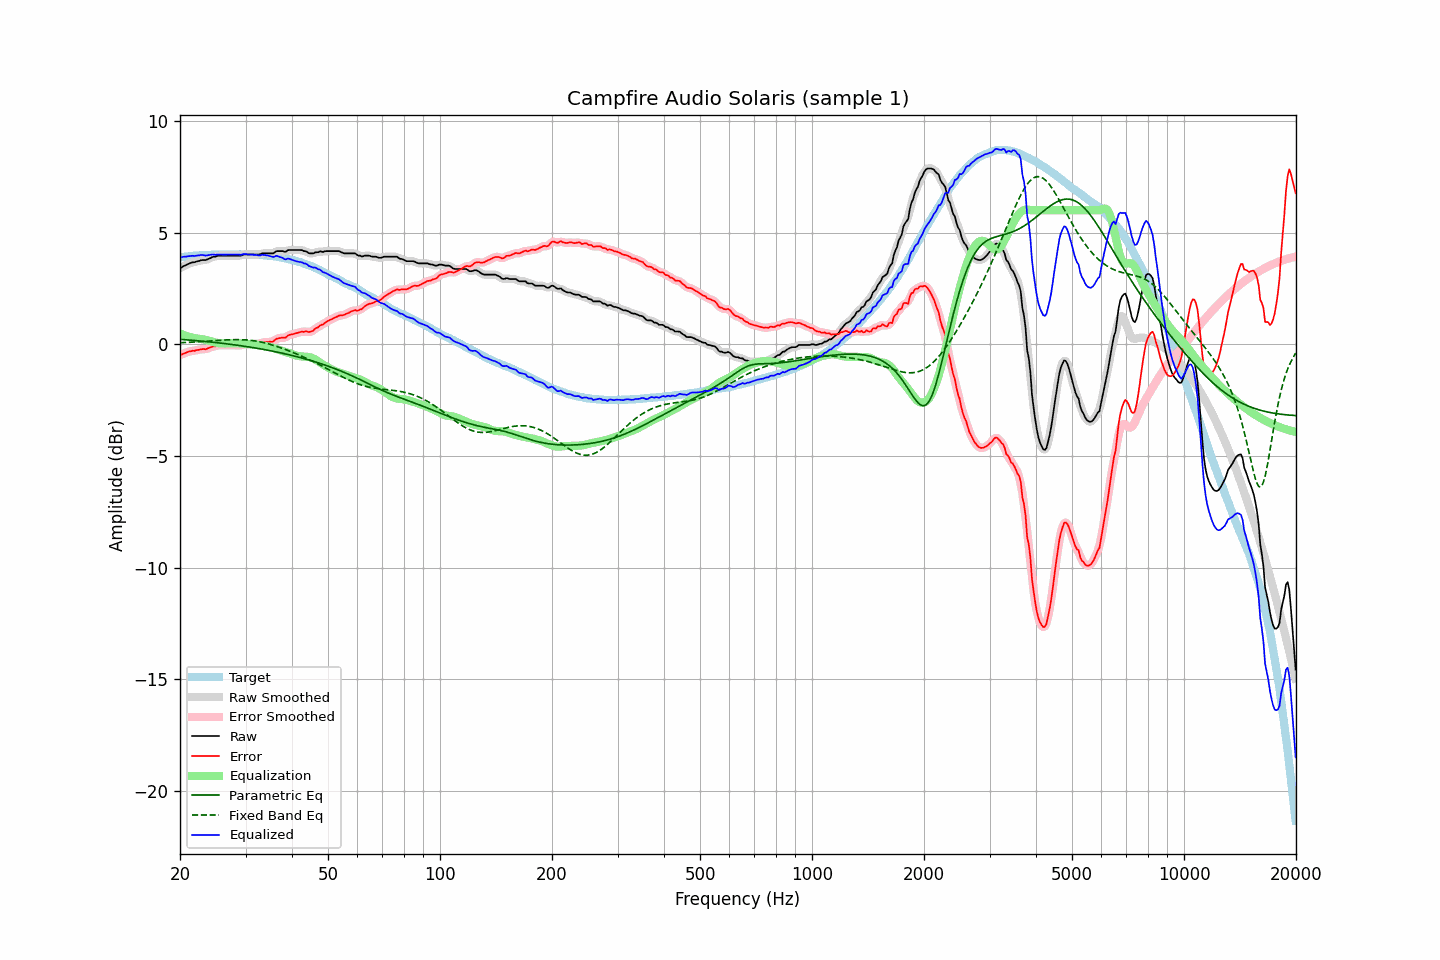 Campfire Audio Solaris (sample 1)
10
5
0
−5
−10
−15
−20
Amplitude (dBr)
Target
Raw Smoothed
Error Smoothed
Raw
Error
Equalization
Parametric Eq
Fixed Band Eq
Equalized
20 50 100 200 500 1000 2000 5000 10000 20000
Frequency (Hz)